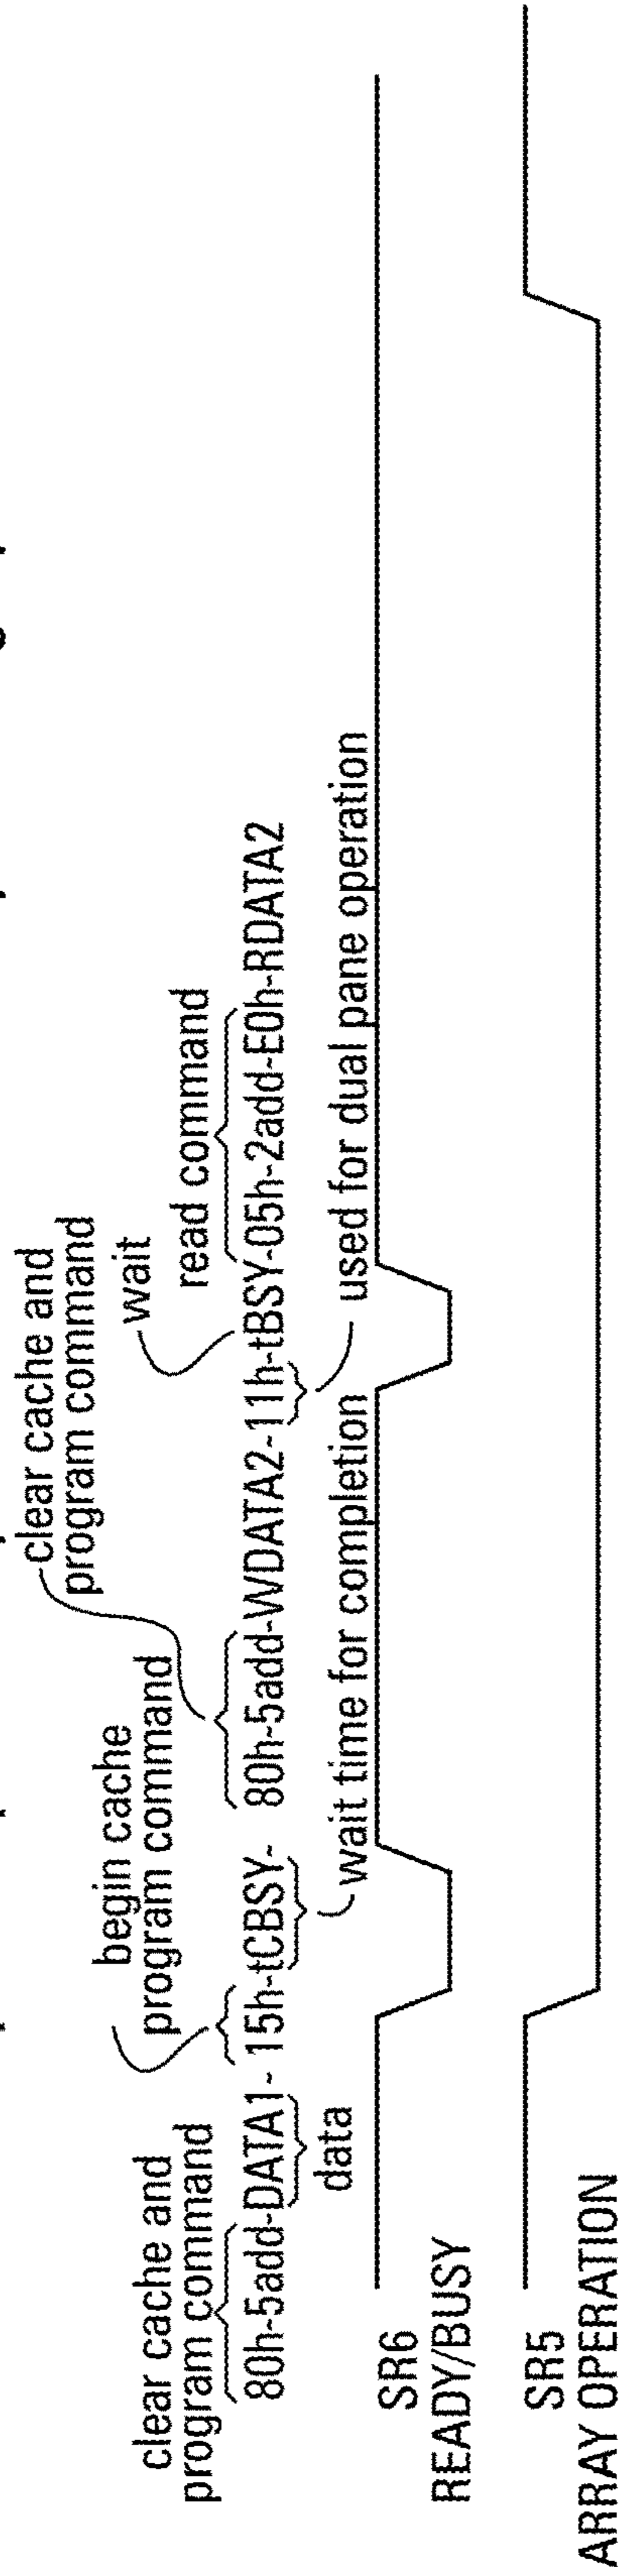 clear cache and
program command
80h-5add-DATA1-
data
begin cache
program command
15h-tCBSY-
wait time for completion
clear cache and
program command
80h-5add-WDATA2-11h-tBSY-05h-2add-E0h-RDATA2
wait
read command
used for dual pane operation
SR6
READY/BUSY
SR5
ARRAY OPERATION